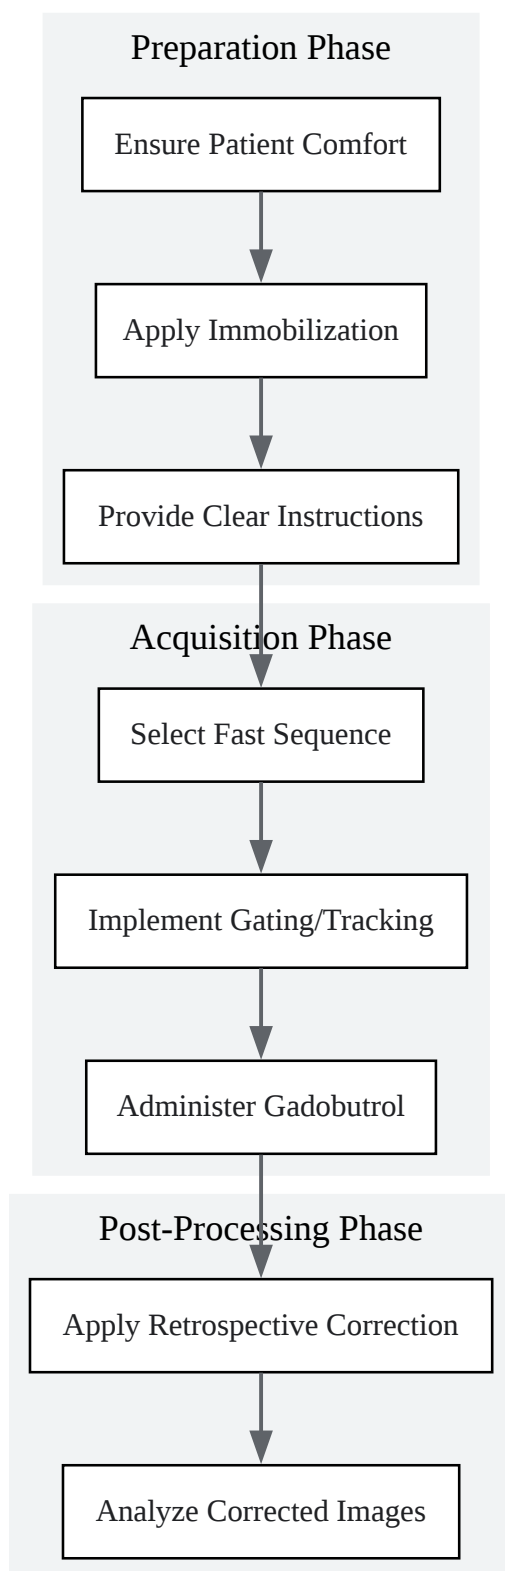 Preparation Phase
Ensure Patient Comfort
Apply Immobilization
Provide Clear Instructions
Acquisition Phase
Select Fast Sequence
Implement Gating/Tracking
Administer Gadobutrol
Post-Processing Phase
Apply Retrospective Correction
Analyze Corrected Images